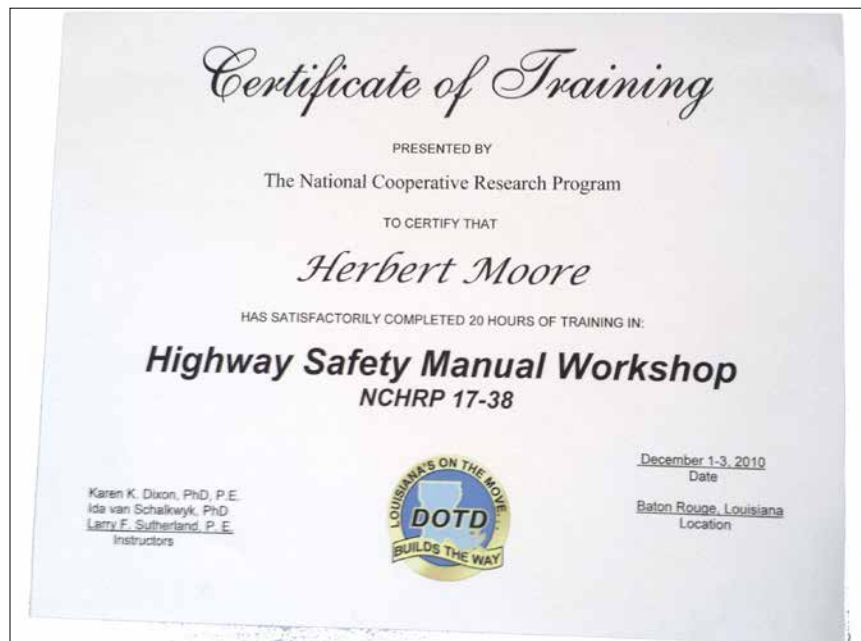 Certificate of Training
PRESENTED BY
The National Cooperative Research Program
TO CERTIFY THAT
Herbert Moore
HAS SATISFACTORILY COMPLETED 20 HOURS OF TRAINING IN:
Highway Safety Manual Workshop
NCHRP 17-38
Karen K. Dixon, PhD, P.E.
Ida van Schalkwyk, PhD
Larry F. Sutherland, P. E.
Instructors
LOUISIANA'S ON THE MOVE...
DOTD
BUILDS THE WAY
December 1-3, 2010
Date
Baton Rouge, Louisiana
Location